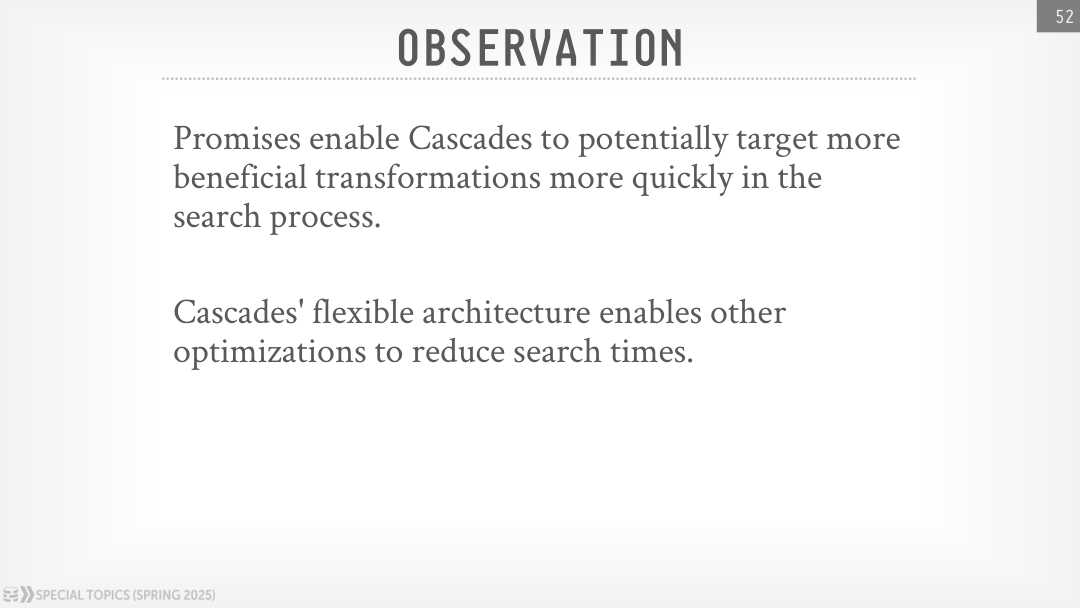 52
OBSERVATION
Promises enable Cascades to potentially target more
beneficial transformations more quickly in the
search process.
Cascades' flexible architecture enables other
optimizations to reduce search times.
SPECIAL TOPICS (SPRING 2025)